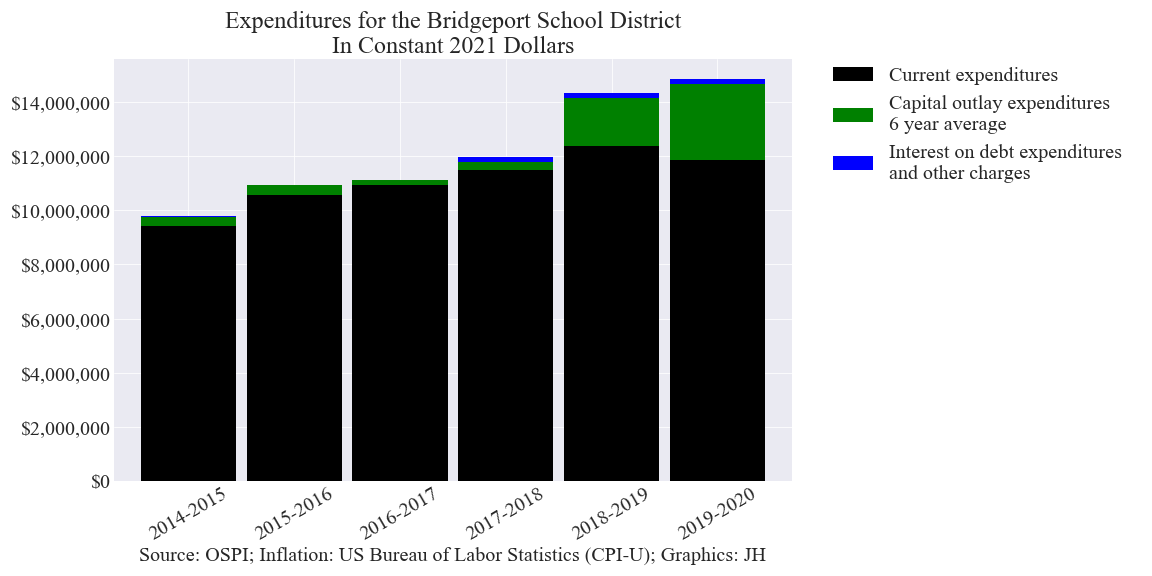 Expenditures for the Bridgeport School District
In Constant 2021 Dollars
$14,000,000
$12,000,000
$10,000,000
$8,000,000
$6,000,000
$4,000,000
$2,000,000
$0
2014-2015
2015-2016
2016-2017
2017-2018
2018-2019
2019-2020
Source: OSPI; Inflation: US Bureau of Labor Statistics (CPI-U); Graphics: JH
Current expenditures
Capital outlay expenditures
6 year average
Interest on debt expenditures
and other charges